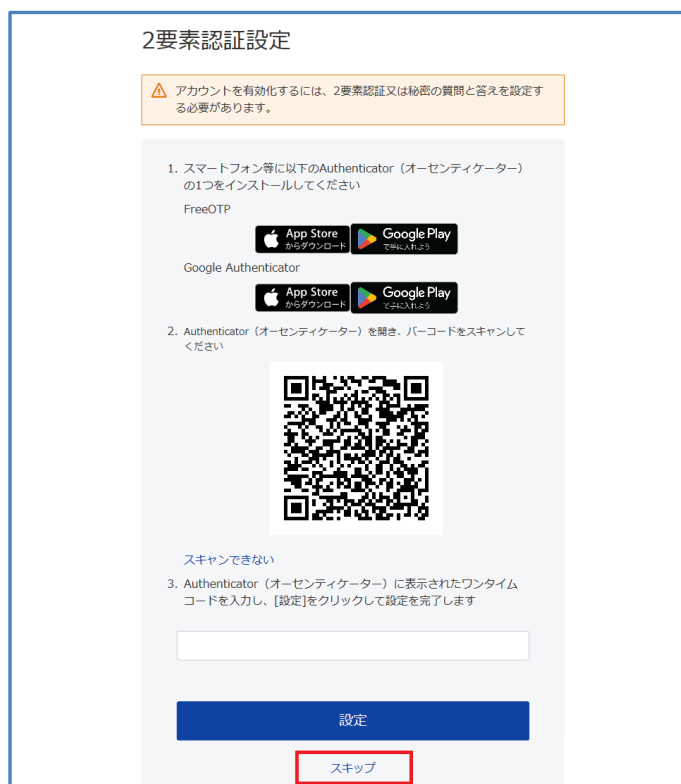 2要素認証設定
アカウントを有効化するには、2要素認証又は秘密の質問と答えを設定す
る必要があります。
1. スマートフォン等に以下のAuthenticator（オーセンティケーター）
の1つをインストールしてください
FreeOTP
App Store
からダウンロード
Google Play
で手に入れよう
Google Authenticator
App Store
からダウンロード
Google Play
で手に入れよう
2. Authenticator（オーセンティケーター）を開き、バーコードをスキャンして
ください
スキャンできない
3. Authenticator（オーセンティケーター）に表示されたワンタイム
コードを入力し、[設定]をクリックして設定を完了します
設定
スキップ